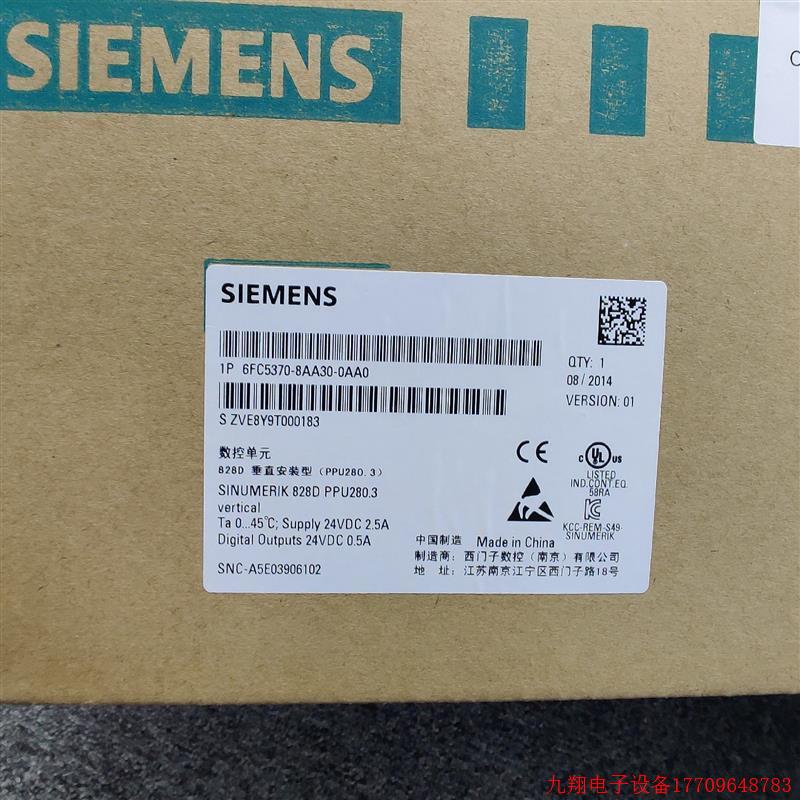 SIEMENS
SIEMENS
1P 6FC5370-8AA30-0AA0
S ZVE8Y9T000183
QTY: 1
08/2014
VERSION: 01
数控单元
828D 垂直安装型 (PPU280.3)
SINUMERIK 828D PPU280.3
vertical
Ta 0...45°C; Supply 24VDC 2.5A
Digital Outputs 24VDC 0.5A
SNC-A5E03906102
CE
c UL us
LISTED
IND.CONT.EQ.
58RA
KCC-REM-S49-
SINUMERIK
中国制造 Made in China
制造商: 西门子数控(南京)有限公司
地 址: 江苏南京江宁区西门子路18号
九翔电子设备17709648783